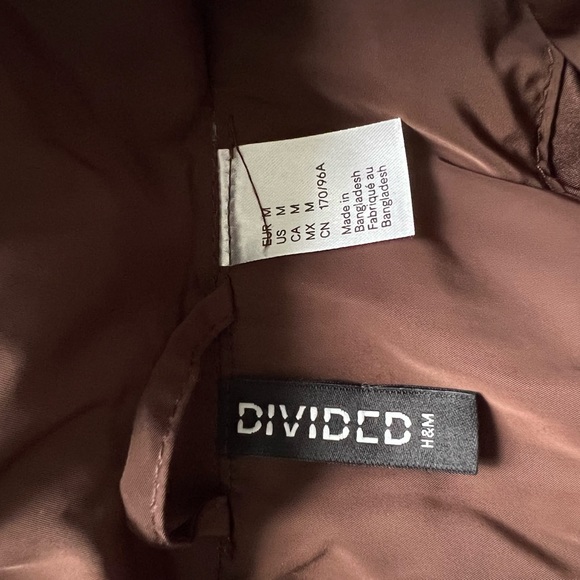 EUR M
US M
CA M
MX M
CN 170/96A
Made in
Bangladesh
Fabriqué au
Bangladesh
DIVIDED
H&M